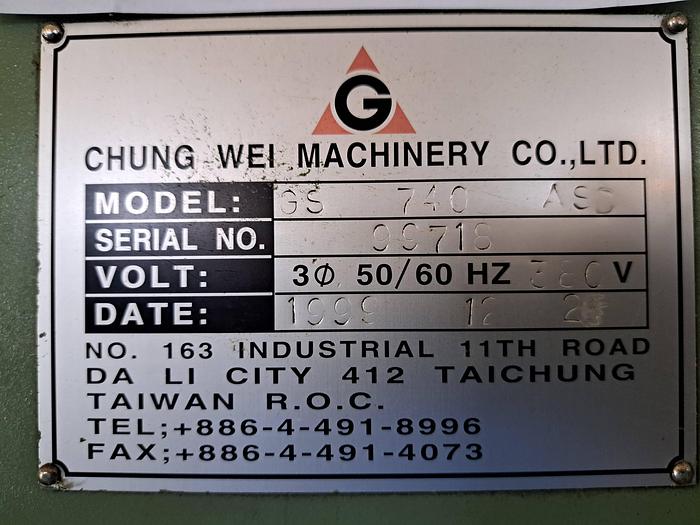 G
CHUNG WEI MACHINERY CO.,LTD.
MODEL: GS 740 ASD
SERIAL NO. 99718
VOLT: 3Ø 50/60 HZ 380 V
DATE: 1999 12
NO. 163 INDUSTRIAL 11TH ROAD
DA LI CITY 412 TAICHUNG
TAIWAN R.O.C.
TEL;+886-4-491-8996
FAX;+886-4-491-4073